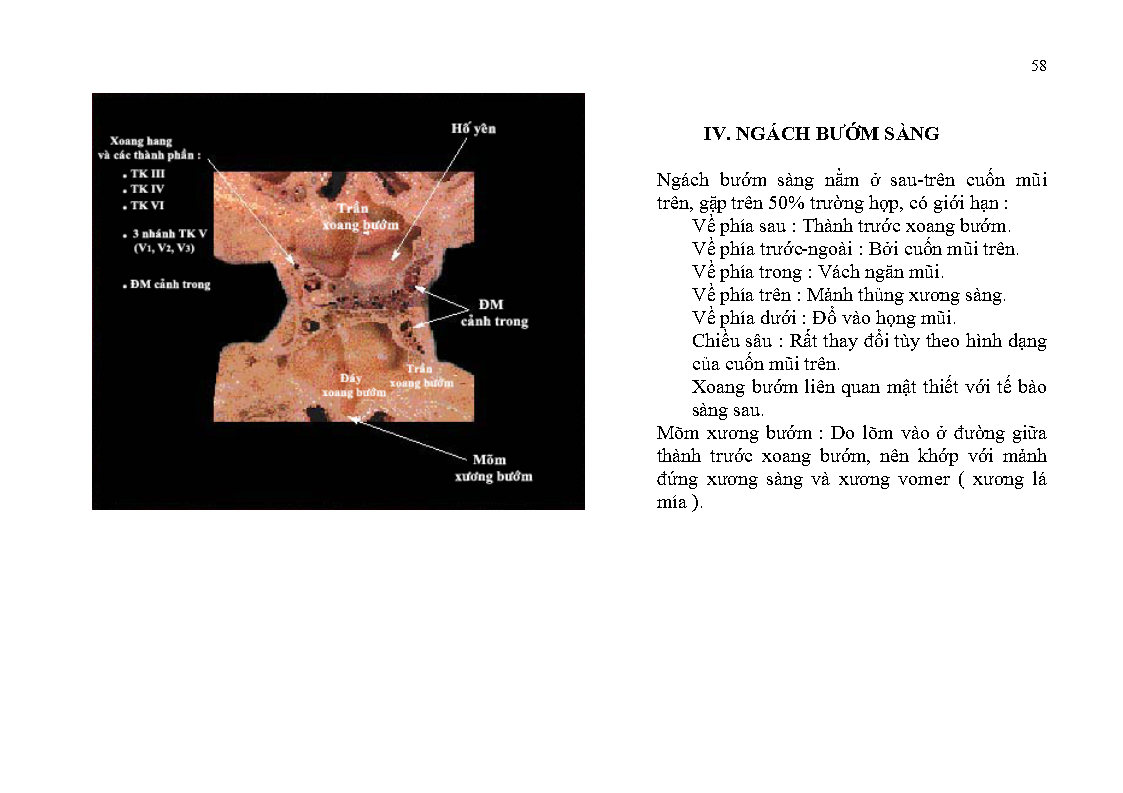 58
Xoang hang
và các thành phần :
. TK III
. TK IV
. TK VI
. 3 nhánh TK V
(V1, V2, V3)
. ĐM cảnh trong
Hố yên
Trần
xoang bướm
ĐM
cảnh trong
Đáy
xoang bướm
Trần
xoang bướm
Mõm
xương bướm
IV. NGÁCH BƯỚM SÀNG
Ngách bướm sàng nằm ở sau-trên cuốn mũi
trên, gặp trên 50% trường hợp, có giới hạn :
Về phía sau : Thành trước xoang bướm.
Về phía trước-ngoài : Bởi cuốn mũi trên.
Về phía trong : Vách ngăn mũi.
Về phía trên : Mảnh thủng xương sàng.
Về phía dưới : Đổ vào họng mũi.
Chiều sâu : Rất thay đổi tùy theo hình dạng
của cuốn mũi trên.
Xoang bướm liên quan mật thiết với tế bào
sàng sau.
Mõm xương bướm : Do lõm vào ở đường giữa
thành trước xoang bướm, nên khớp với mảnh
đứng xương sàng và xương vomer ( xương lá
mía ).